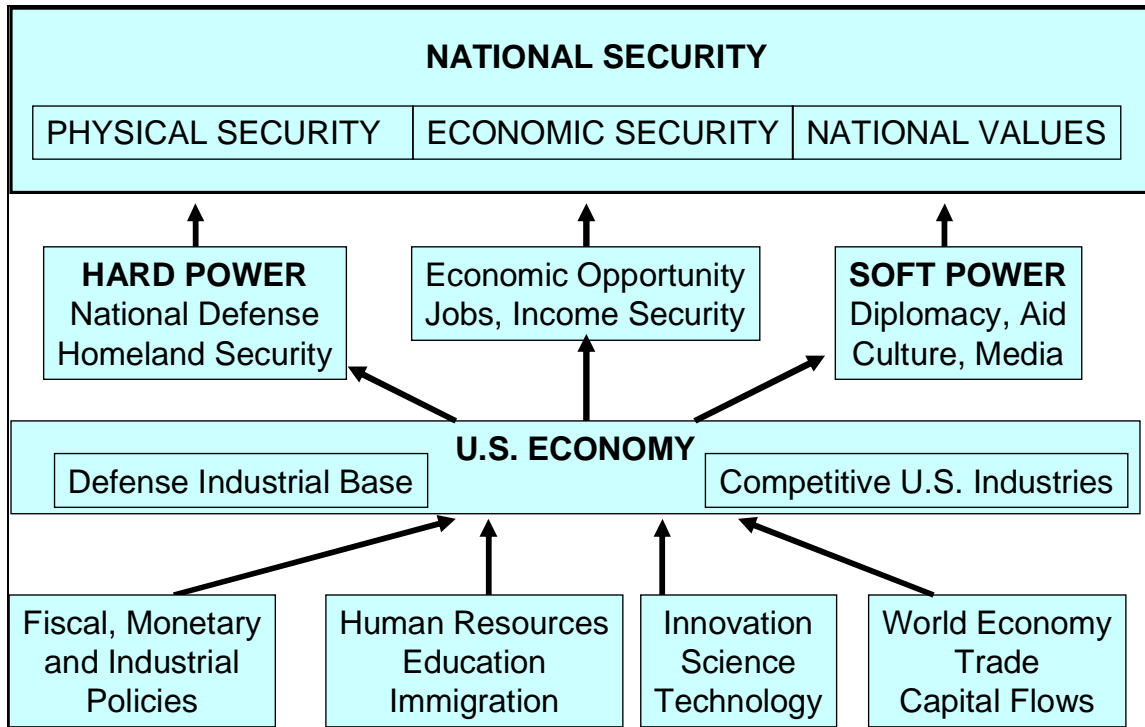 NATIONAL SECURITY
PHYSICAL SECURITY
ECONOMIC SECURITY
NATIONAL VALUES
HARD POWER
National Defense
Homeland Security
Economic Opportunity
Jobs, Income Security
SOFT POWER
Diplomacy, Aid
Culture, Media
U.S. ECONOMY
Defense Industrial Base
Competitive U.S. Industries
Fiscal, Monetary
and Industrial
Policies
Human Resources
Education
Immigration
Innovation
Science
Technology
World Economy
Trade
Capital Flows